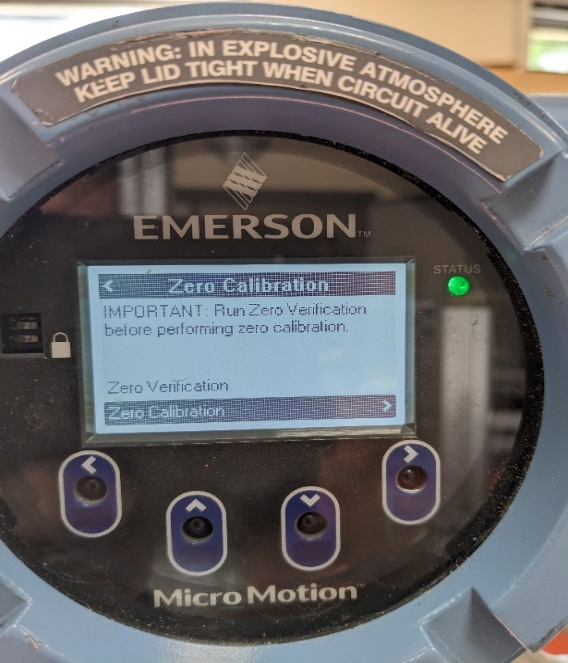 WARNING: IN EXPLOSIVE ATMOSPHERE
KEEP LID TIGHT WHEN CIRCUIT ALIVE
EMERSON™
STATUS
< Zero Calibration
IMPORTANT: Run Zero Verification
before performing zero calibration.
Zero Verification
Zero Calibration >
Micro Motion™